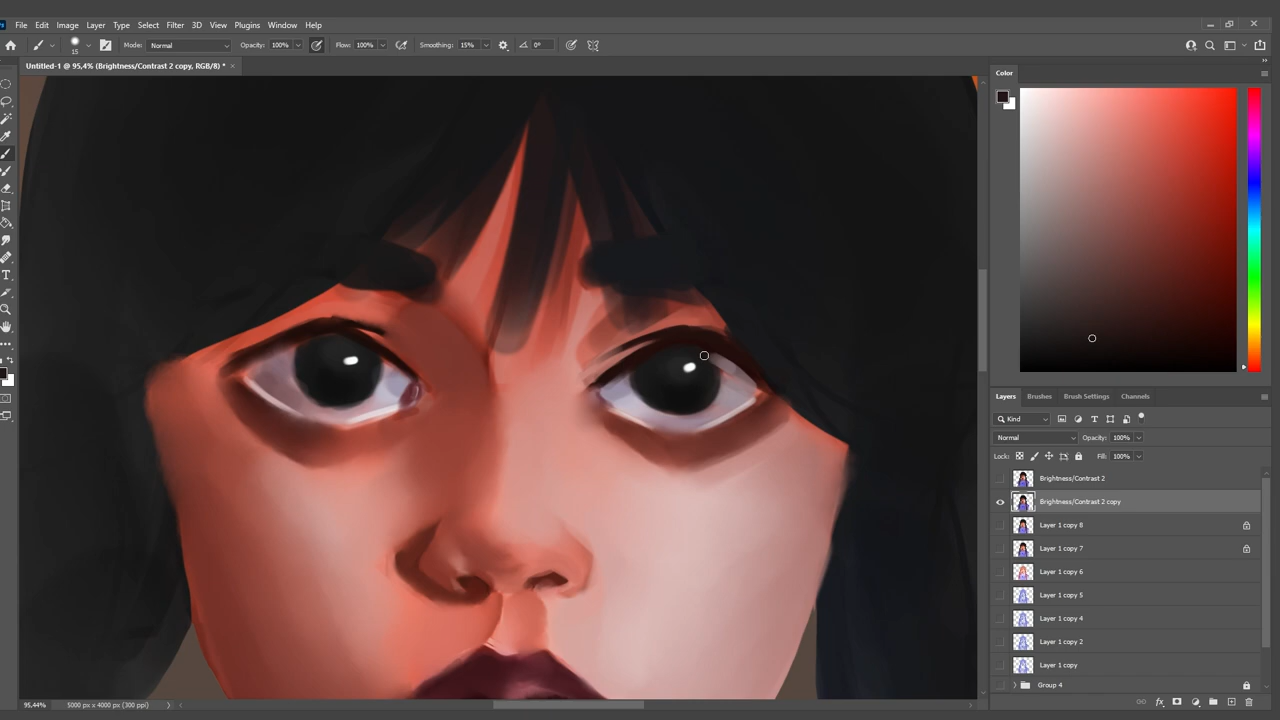 File Edit Image Layer Type Select Filter 3D View Plugins Window Help
15 Mode: Normal Opacity: 100% Flow: 100% Smoothing: 15% 0°
Untitled-1 @ 95,4% (Brightness/Contrast 2 copy, RGB/8) * ×
Color
Layers Brushes Brush Settings Channels
Kind
Normal Opacity: 100%
Lock: Fill: 100%
Brightness/Contrast 2
Brightness/Contrast 2 copy
Layer 1 copy 8
Layer 1 copy 7
Layer 1 copy 6
Layer 1 copy 5
Layer 1 copy 4
Layer 1 copy 2
Layer 1 copy
Group 4
95,44% 5000 px x 4000 px (300 ppi)